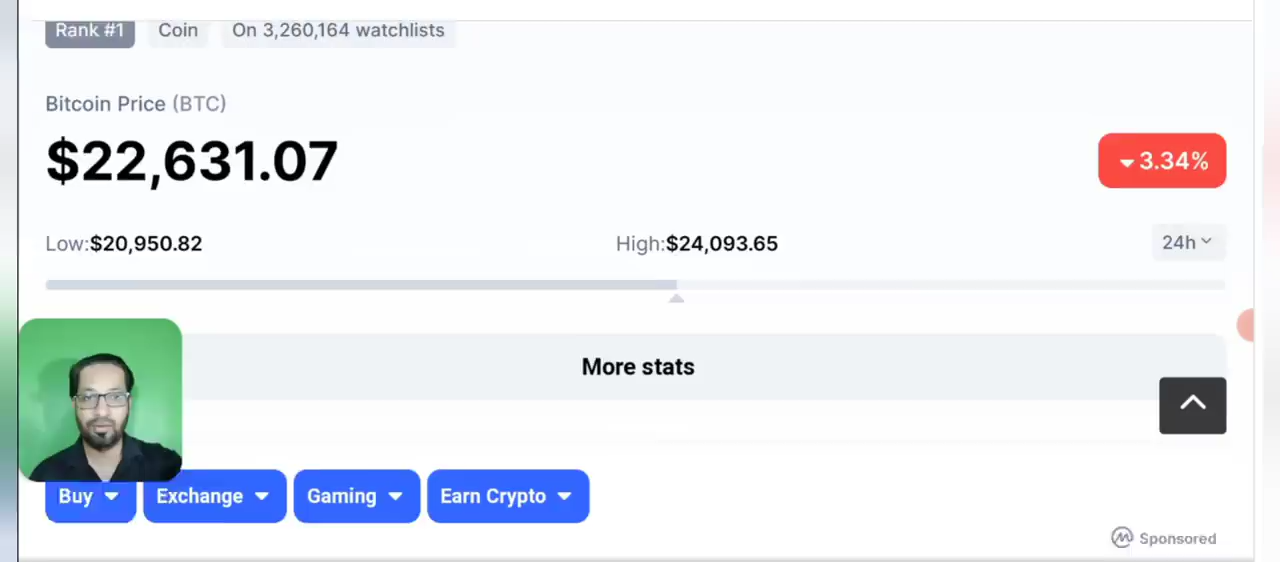 Rank #1 Coin On 3,260,164 watchlists
Bitcoin Price (BTC)
$22,631.07 3.34%
Low:$20,950.82 High:$24,093.65 24h
More stats
Buy Exchange Gaming Earn Crypto
Sponsored